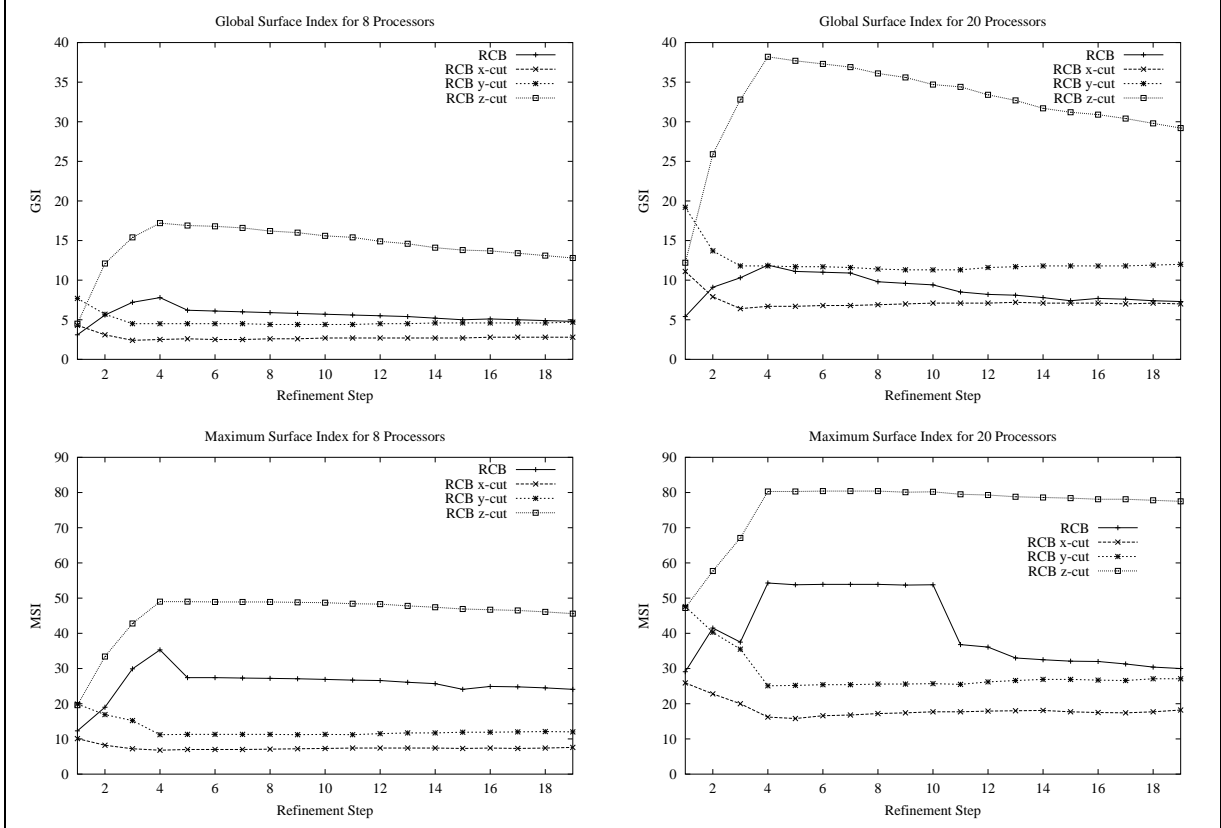 Global Surface Index for 8 Processors
40
35
30
25
20
15
10
5
0
GSI
RCB
RCB x-cut
RCB y-cut
RCB z-cut
2 4 6 8 10 12 14 16 18
Refinement Step
Global Surface Index for 20 Processors
40
35
30
25
20
15
10
5
0
GSI
RCB
RCB x-cut
RCB y-cut
RCB z-cut
2 4 6 8 10 12 14 16 18
Refinement Step
Maximum Surface Index for 8 Processors
90
80
70
60
50
40
30
20
10
0
MSI
RCB
RCB x-cut
RCB y-cut
RCB z-cut
2 4 6 8 10 12 14 16 18
Refinement Step
Maximum Surface Index for 20 Processors
90
80
70
60
50
40
30
20
10
0
MSI
RCB
RCB x-cut
RCB y-cut
RCB z-cut
2 4 6 8 10 12 14 16 18
Refinement Step